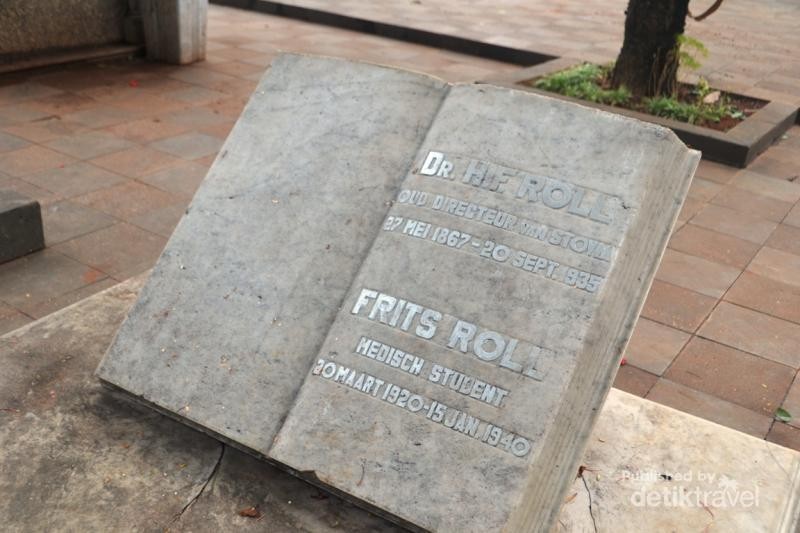 DR. H.F. ROLL
OUD DIRECTEUR VAN STOVIA
27 MEI 1867 - 20 SEPT. 1935
FRITS ROLL
MEDISCH STUDENT
30 MAART 1920 - 15 JAN. 1940
Published by
detiktravel